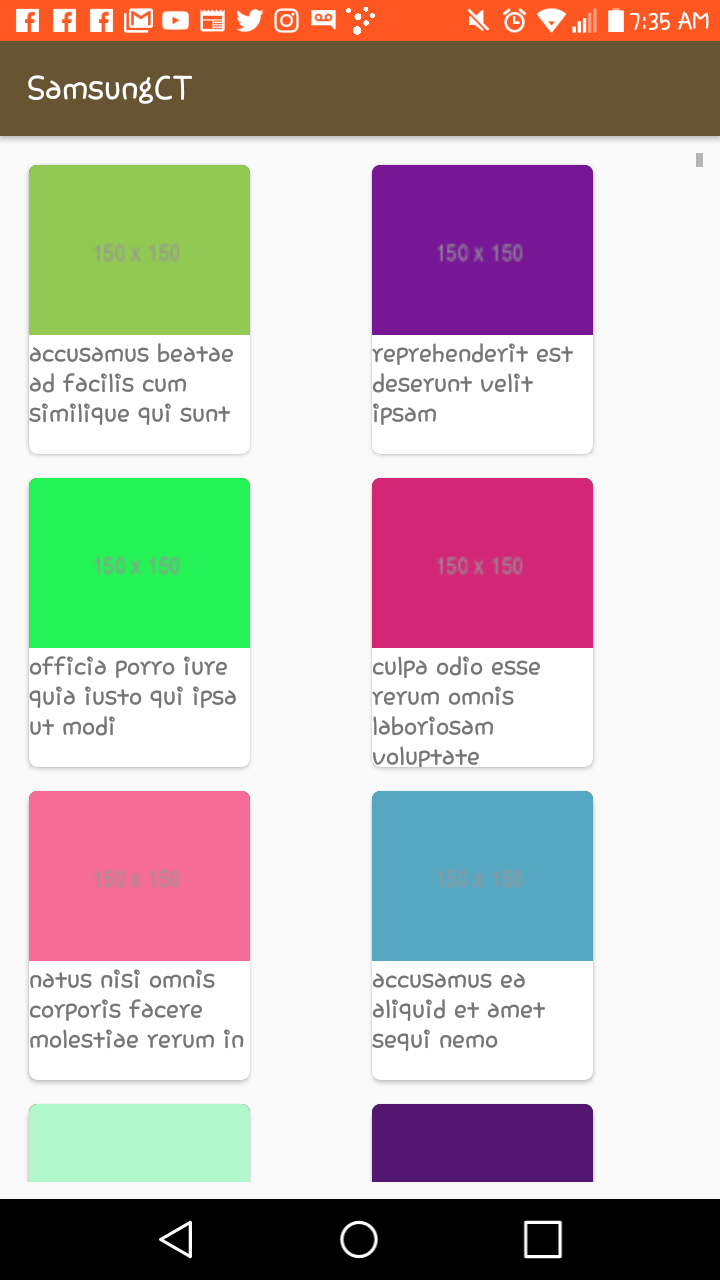 7:35 AM
SamsungCT
150 x 150
accusamus beatae
ad facilis cum
similique qui sunt
150 x 150
reprehenderit est
deserunt velit
ipsam
150 x 150
officia porro iure
quia iusto qui ipsa
ut modi
150 x 150
culpa odio esse
rerum omnis
laboriosam
voluptate
150 x 150
natus nisi omnis
corporis facere
molestiae rerum in
150 x 150
accusamus ea
aliquid et amet
sequi nemo